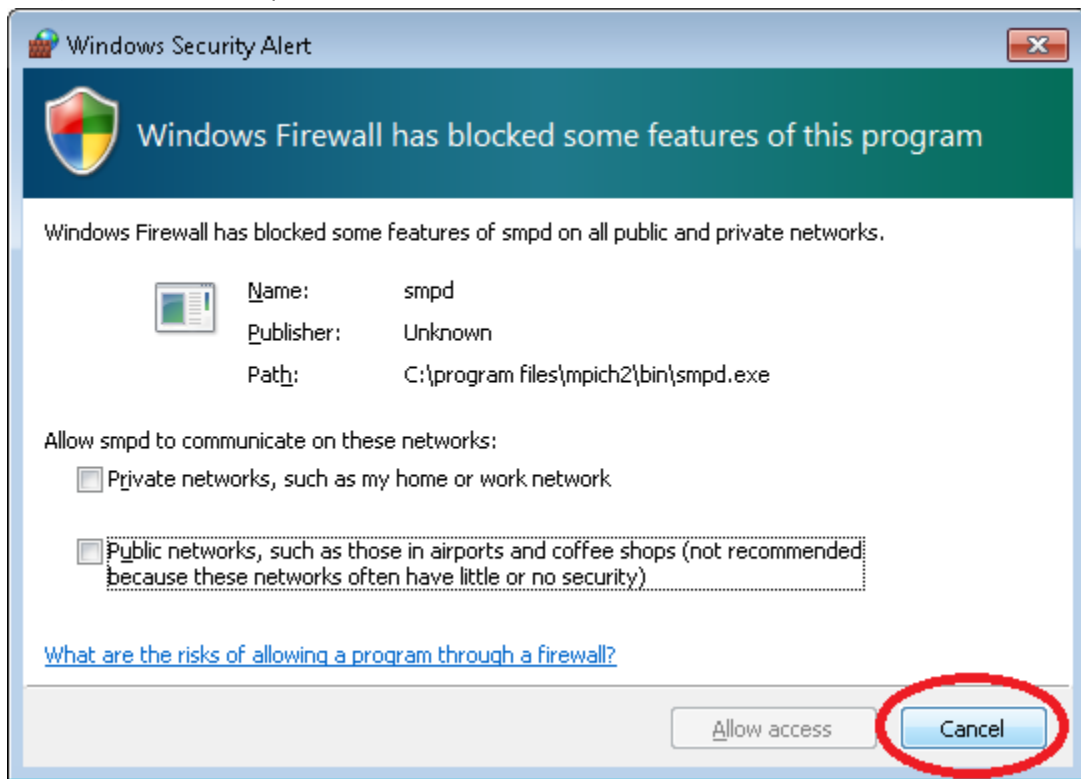 Windows Security Alert
Windows Firewall has blocked some features of this program
Windows Firewall has blocked some features of smpd on all public and private networks.
Name: smpd
Publisher: Unknown
Path: C:\program files\mpich2\bin\smpd.exe
Allow smpd to communicate on these networks:
Private networks, such as my home or work network
Public networks, such as those in airports and coffee shops (not recommended
because these networks often have little or no security)
What are the risks of allowing a program through a firewall?
Allow access Cancel